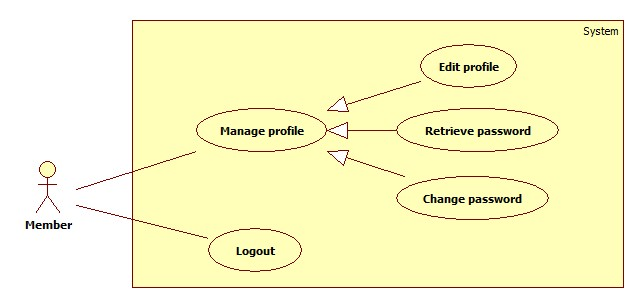 System
Edit profile
Manage profile
Retrieve password
Change password
Member
Logout